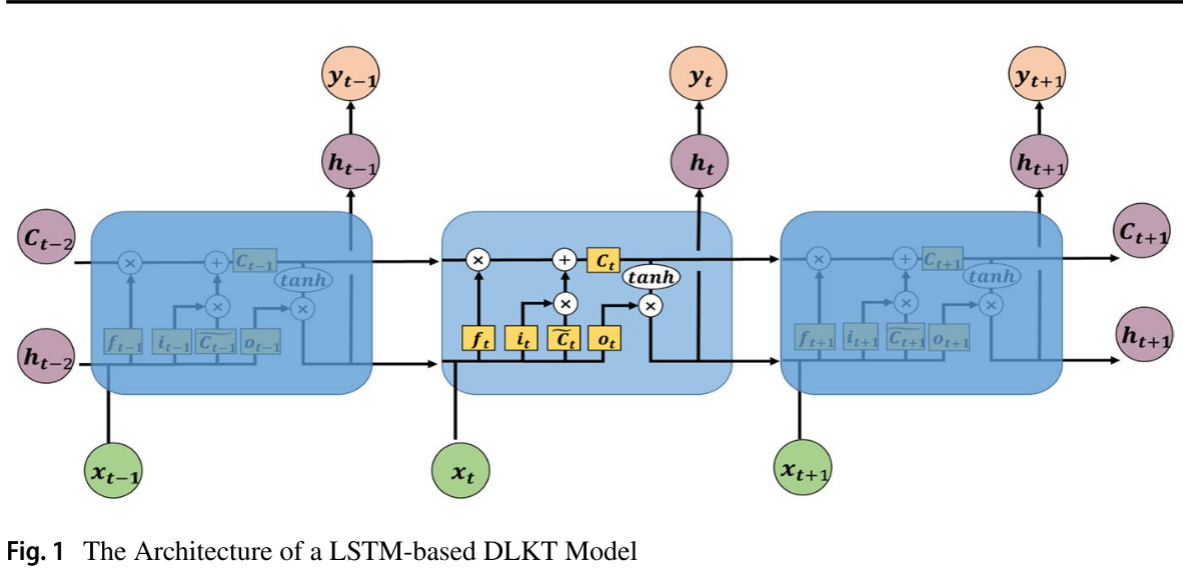 y_{t-1} y_t y_{t+1}
h_{t-1} h_t h_{t+1}
C_{t-2} C_{t+1}
× + C_{t-1} tanh × × + C_t tanh × × + C_{t+1} tanh ×
f_{t-1} i_{t-1} \widetilde{C_{t-1}} o_{t-1} f_t i_t \widetilde{C}_t o_t f_{t+1} i_{t+1} \widetilde{C_{t+1}} o_{t+1}
h_{t-2} h_{t+1}
x_{t-1} x_t x_{t+1}
Fig. 1 The Architecture of a LSTM-based DLKT Model